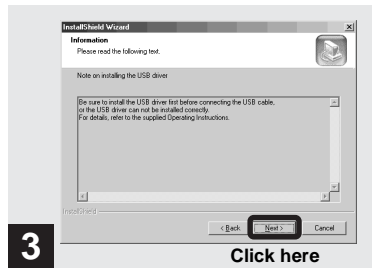 InstallShield Wizard
Information
Please read the following text.
Note on installing the USB driver
Be sure to install the USB driver first before connecting the USB cable,
or the USB driver can not be installed correctly.
For details, refer to the supplied Operating Instructions.
InstallShield
< Back
Next >
Cancel
3
Click here